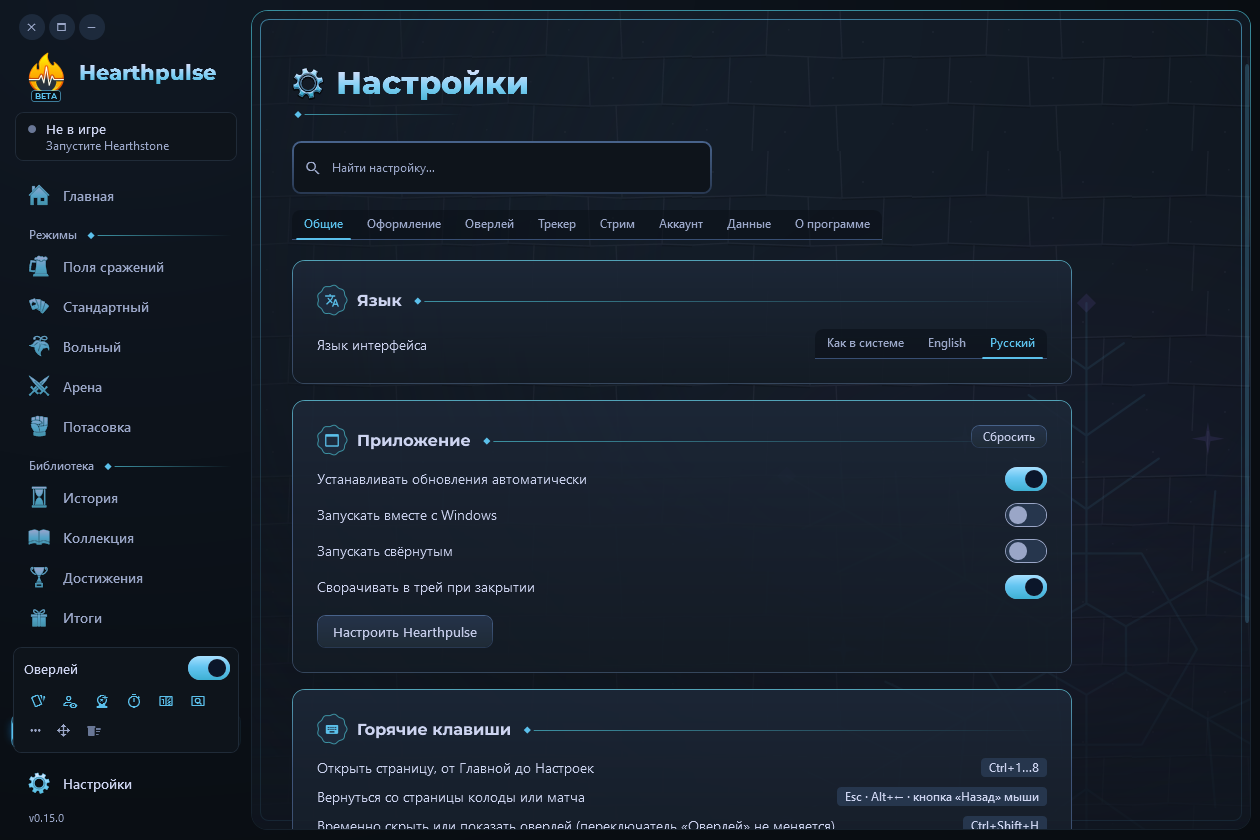 Hearthpulse
BETA
Не в игре
Запустите Hearthstone
Главная
Режимы
Поля сражений
Стандартный
Вольный
Арена
Потасовка
Библиотека
История
Коллекция
Достижения
Итоги
Оверлей
Настройки
v0.15.0
Настройки
Найти настройку...
Общие Оформление Оверлей Трекер Стрим Аккаунт Данные О программе
Язык
Язык интерфейса Как в системе English Русский
Приложение Сбросить
Устанавливать обновления автоматически
Запускать вместе с Windows
Запускать свёрнутым
Сворачивать в трей при закрытии
Настроить Hearthpulse
Горячие клавиши
Открыть страницу, от Главной до Настроек Ctrl+1…8
Вернуться со страницы колоды или матча Esc · Alt+← · кнопка «Назад» мыши
Временно скрыть или показать оверлей (переключатель «Оверлей» не меняется) Ctrl+Shift+H